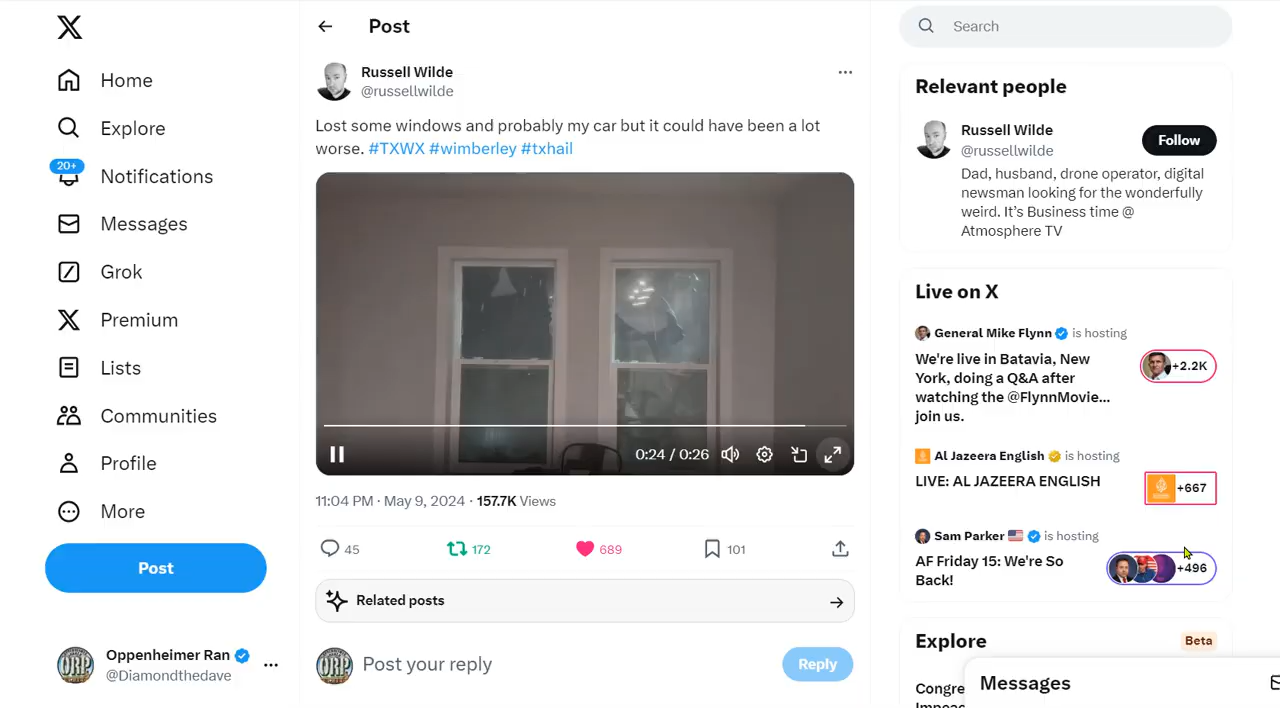 Home
Explore
20+
Notifications
Messages
Grok
Premium
Lists
Communities
Profile
More
Post
Oppenheimer Ran
@Diamondthedave
Post
Russell Wilde
@russellwilde
Lost some windows and probably my car but it could have been a lot
worse. #TXWX #wimberley #txhail
0:24 / 0:26
11:04 PM · May 9, 2024 · 157.7K Views
45
172
689
101
Related posts
Post your reply
Reply
Search
Relevant people
Russell Wilde
@russellwilde
Follow
Dad, husband, drone operator, digital
newsman looking for the wonderfully
weird. It’s Business time @
Atmosphere TV
Live on X
General Mike Flynn is hosting
We're live in Batavia, New
York, doing a Q&A after
watching the @FlynnMovie...
join us.
+2.2K
Al Jazeera English is hosting
LIVE: AL JAZEERA ENGLISH
+667
Sam Parker is hosting
AF Friday 15: We're So
Back!
+496
Explore
Beta
Congre
Messages